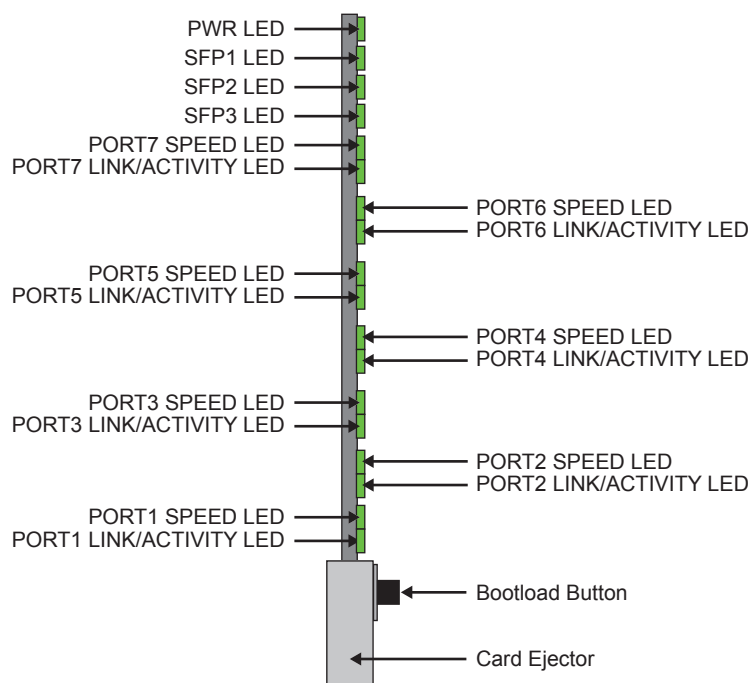 PWR LED
SFP1 LED
SFP2 LED
SFP3 LED
PORT7 SPEED LED
PORT7 LINK/ACTIVITY LED
PORT6 SPEED LED
PORT6 LINK/ACTIVITY LED
PORT5 SPEED LED
PORT5 LINK/ACTIVITY LED
PORT4 SPEED LED
PORT4 LINK/ACTIVITY LED
PORT3 SPEED LED
PORT3 LINK/ACTIVITY LED
PORT2 SPEED LED
PORT2 LINK/ACTIVITY LED
PORT1 SPEED LED
PORT1 LINK/ACTIVITY LED
Bootload Button
Card Ejector